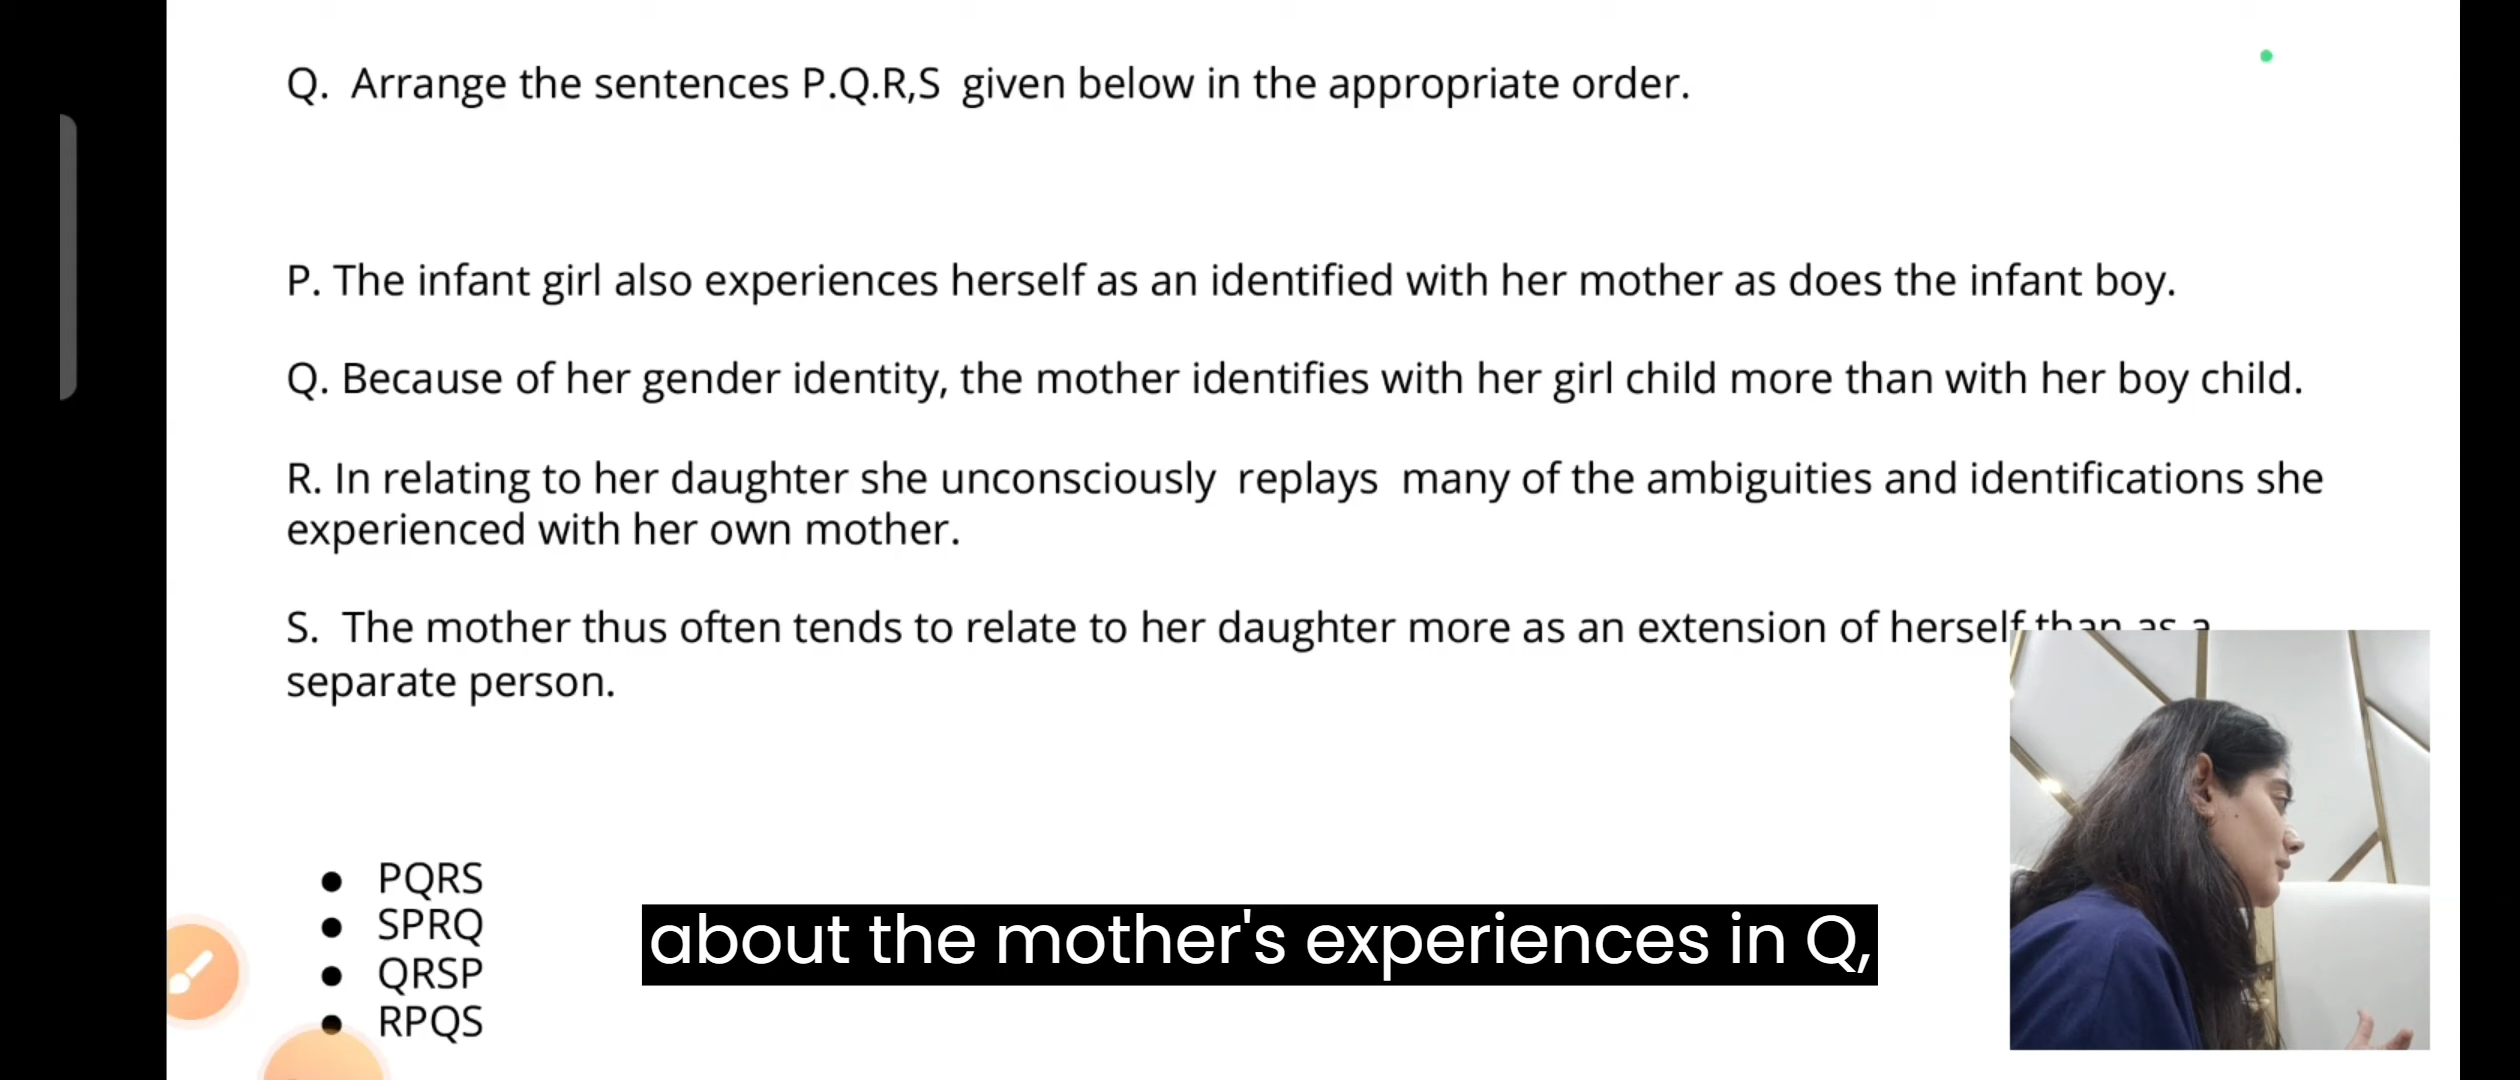 Q. Arrange the sentences P.Q.R,S given below in the appropriate order.
P. The infant girl also experiences herself as an identified with her mother as does the infant boy.
Q. Because of her gender identity, the mother identifies with her girl child more than with her boy child.
R. In relating to her daughter she unconsciously replays many of the ambiguities and identifications she
experienced with her own mother.
S. The mother thus often tends to relate to her daughter more as an extension of herself than as a
separate person.
● PQRS
● SPRQ
● QRSP
● RPQS
about the mother's experiences in Q,